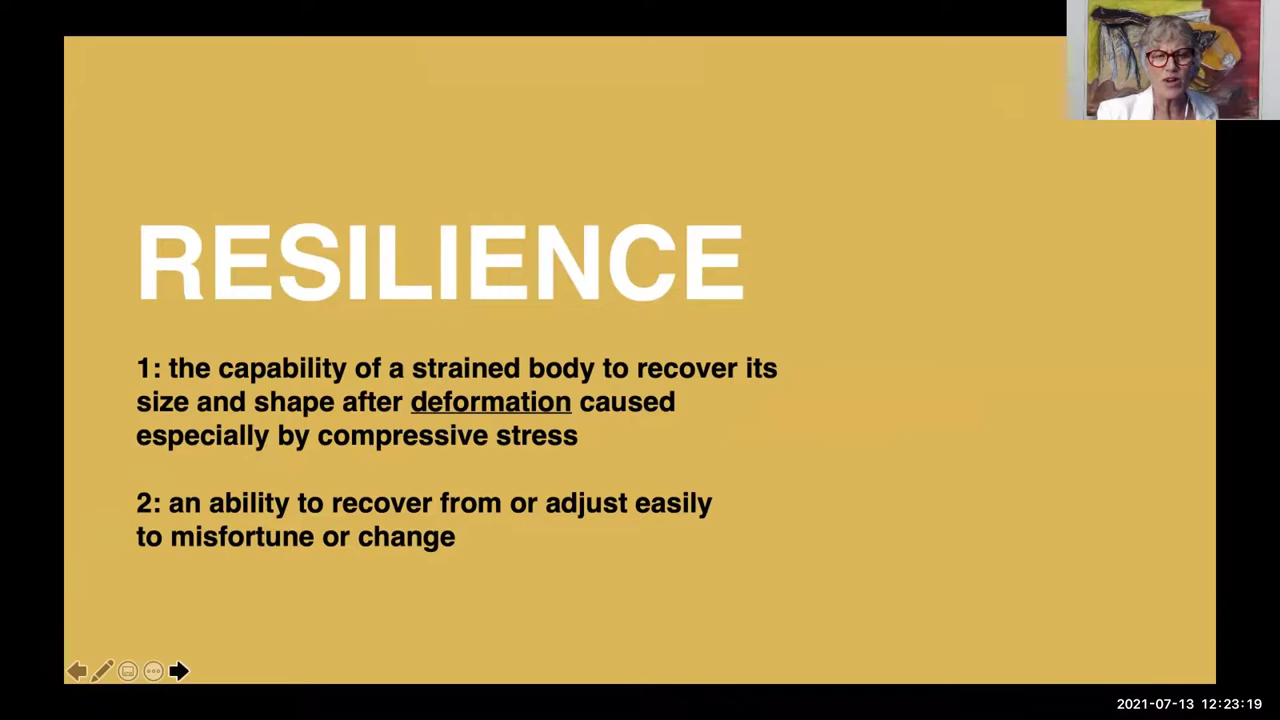 RESILIENCE
1: the capability of a strained body to recover its
size and shape after deformation caused
especially by compressive stress
2: an ability to recover from or adjust easily
to misfortune or change
2021-07-13 12:23:19